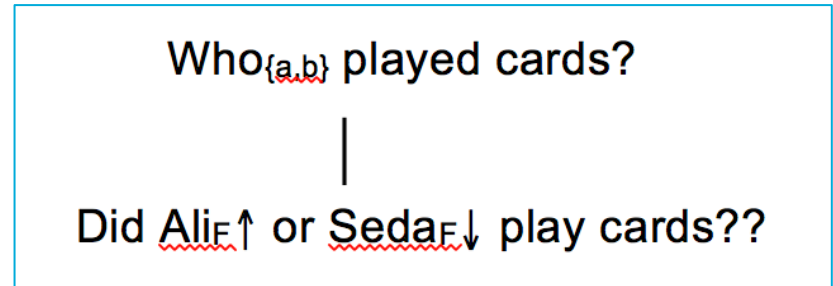 Who{a,b} played cards?
Did AliF↑ or SedaF↓ play cards??